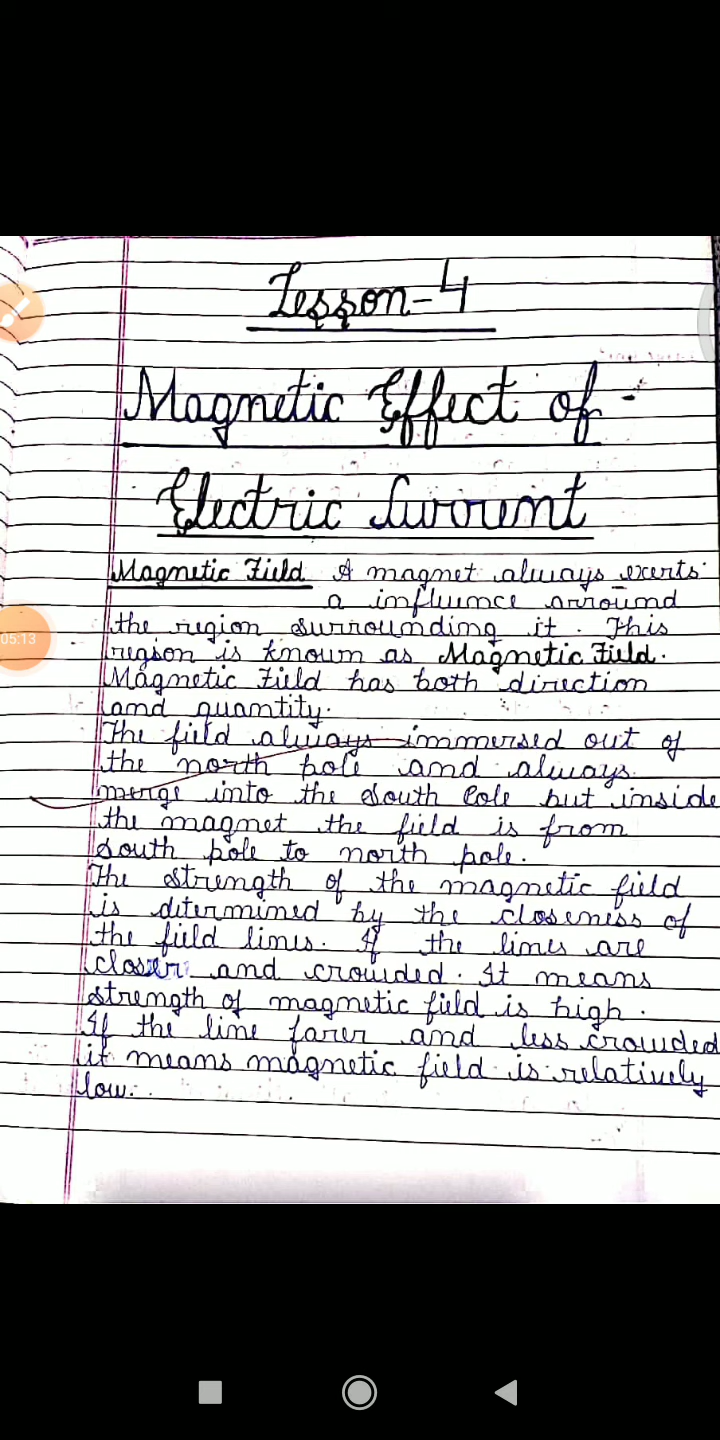 Lesson-4
Magnetic Effect of
Electric Current
Magnetic Field A magnet always exerts
a influence arround
the region surrounding it. This
region is known as Magnetic Field.
Magnetic Field has both direction
and quantity.
The field always immersed out of
the north pole and always
merge into the south Pole but inside
the magnet the field is from
south pole to north pole.
The strength of the magnetic field
is determined by the closeness of
the field lines. If the lines are
closer and crowded. It means
strength of magnetic field is high.
If the line farer and less crowded
it means magnetic field is relatively
low.
05:13